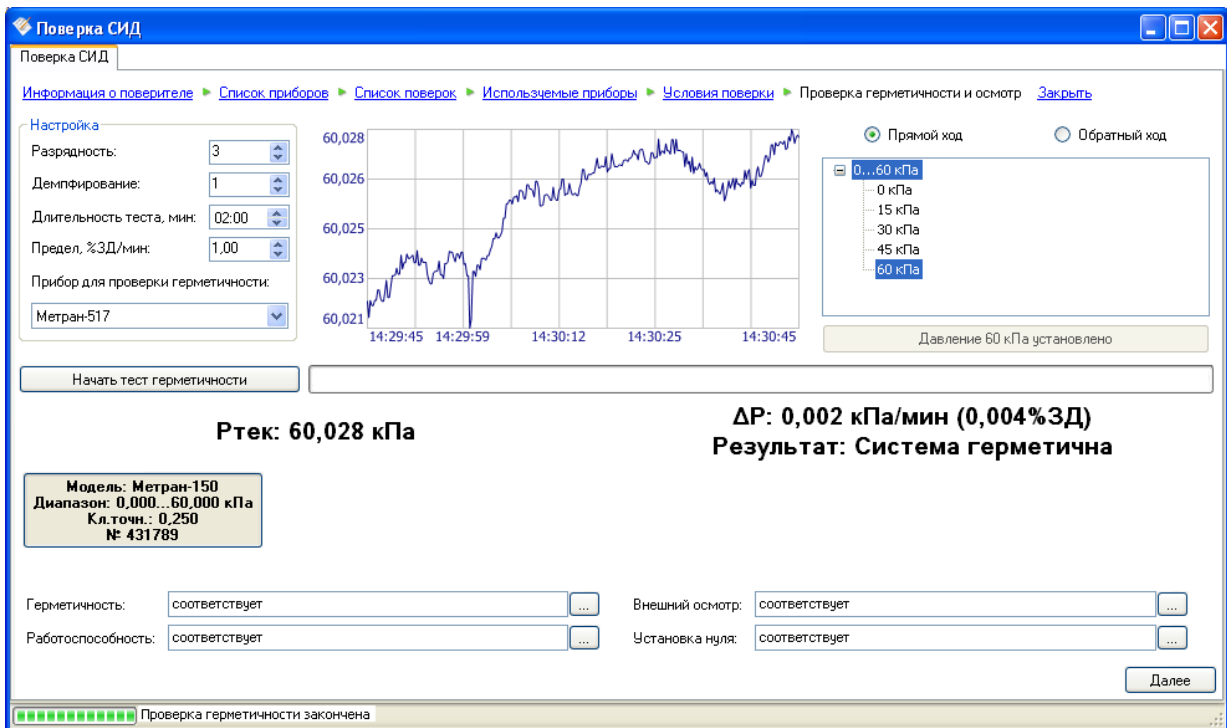 Поверка СИД
Поверка СИД
Информация о поверителе Список приборов Список поверок Используемые приборы Условия поверки Проверка герметичности и осмотр Закрыть
Настройка
Разрядность: 3
Демпфирование: 1
Длительность теста, мин: 02:00
Предел, %ЗД/мин: 1,00
Прибор для проверки герметичности:
Метран-517
60,028
60,026
60,025
60,023
60,021
14:29:45 14:29:59 14:30:12 14:30:25 14:30:45
Прямой ход Обратный ход
0...60 кПа
0 кПа
15 кПа
30 кПа
45 кПа
60 кПа
Давление 60 кПа установлено
Начать тест герметичности
Pтек: 60,028 кПа
ΔP: 0,002 кПа/мин (0,004%ЗД)
Результат: Система герметична
Модель: Метран-150
Диапазон: 0,000...60,000 кПа
Кл.точн.: 0,250
№ 431789
Герметичность: соответствует ... Внешний осмотр: соответствует ...
Работоспособность: соответствует ... Установка нуля: соответствует ...
Далее
Проверка герметичности закончена